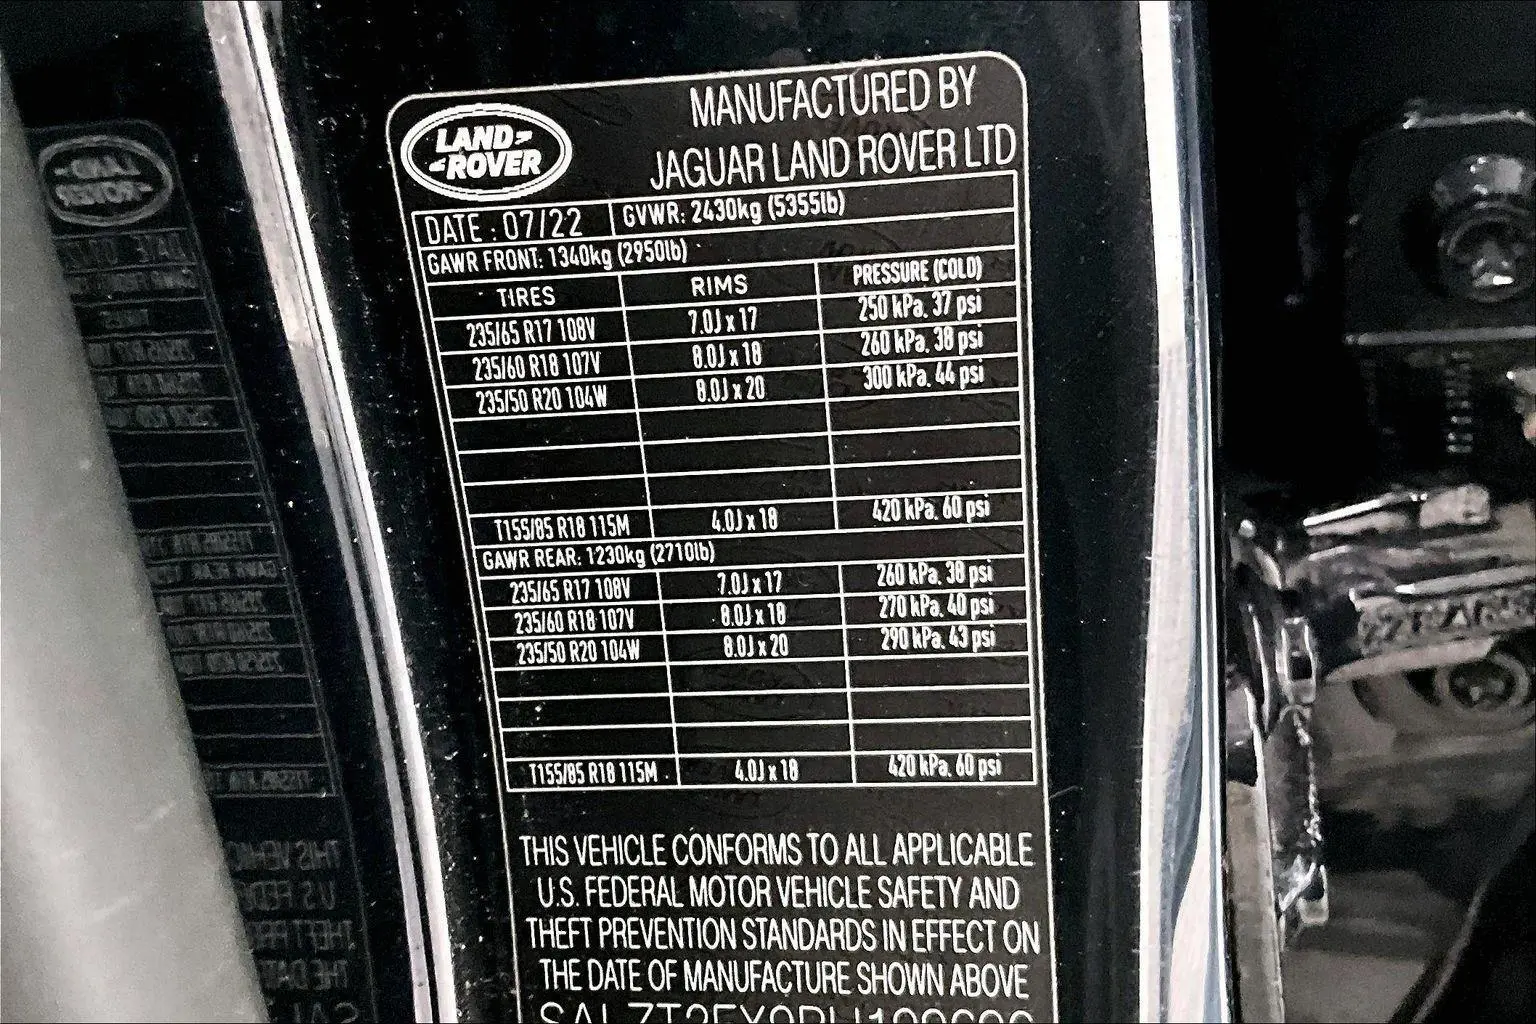 LAND
ROVER
MANUFACTURED BY
JAGUAR LAND ROVER LTD
DATE : 07/22 GVWR: 2430kg (5355lb)
GAWR FRONT: 1340kg (2950lb)
TIRES RIMS PRESSURE (COLD)
235/65 R17 108V 7.0J x 17 250 kPa. 37 psi
235/60 R18 107V 8.0J x 18 260 kPa. 38 psi
235/50 R20 104W 8.0J x 20 300 kPa. 44 psi
T155/85 R18 115M 4.0J x 18 420 kPa. 60 psi
GAWR REAR: 1230kg (2710lb)
235/65 R17 108V 7.0J x 17 260 kPa. 38 psi
235/60 R18 107V 8.0J x 18 270 kPa. 40 psi
235/50 R20 104W 8.0J x 20 290 kPa. 43 psi
T155/85 R18 115M 4.0J x 18 420 kPa. 60 psi
THIS VEHICLE CONFORMS TO ALL APPLICABLE
U.S. FEDERAL MOTOR VEHICLE SAFETY AND
THEFT PREVENTION STANDARDS IN EFFECT ON
THE DATE OF MANUFACTURE SHOWN ABOVE